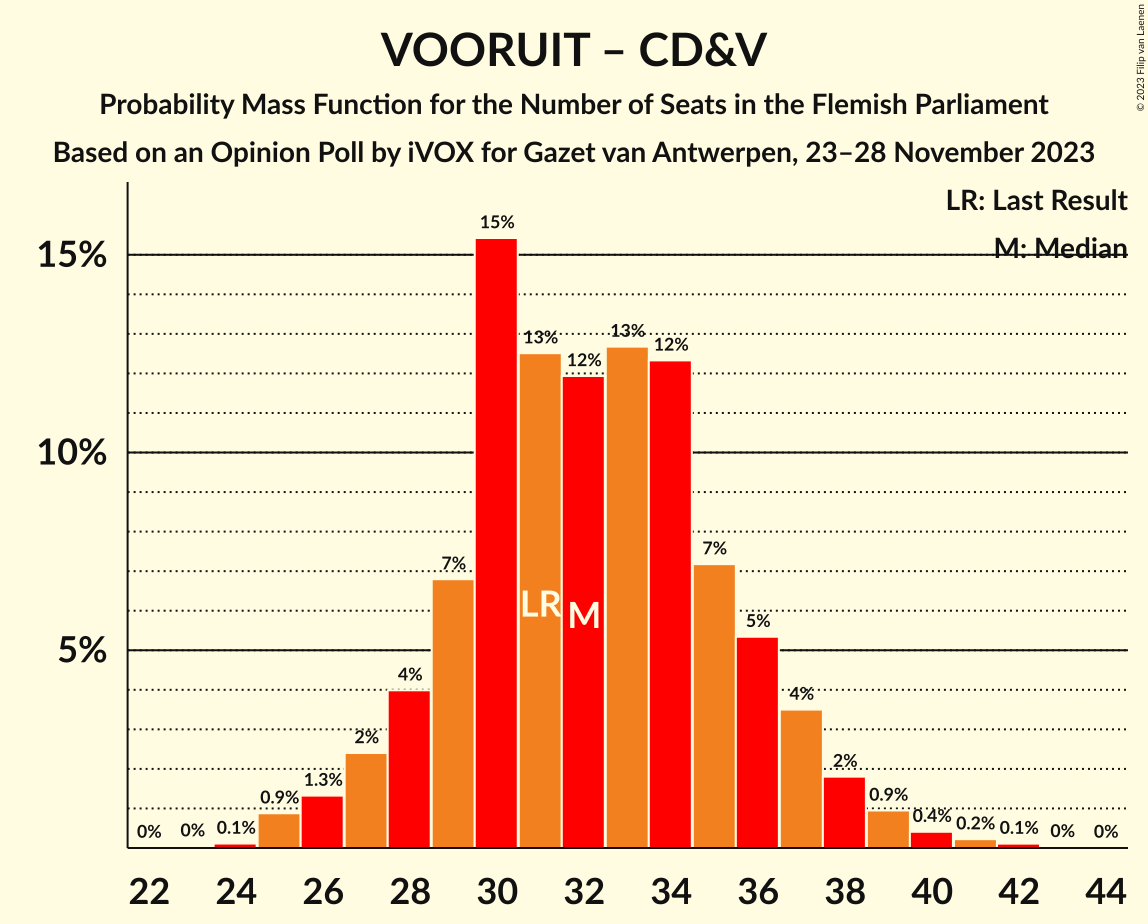 VOORUIT – CD&V
Probability Mass Function for the Number of Seats in the Flemish Parliament
Based on an Opinion Poll by iVOX for Gazet van Antwerpen, 23–28 November 2023
© 2023 Filip van Laenen
LR: Last Result
M: Median
15%
10%
5%
0% 0% 0.1% 0.9% 1.3% 2% 4% 7% 15% 13% 12% 13% 12% 7% 5% 4% 2% 0.9% 0.4% 0.2% 0.1% 0% 0%
LR M
22 24 26 28 30 32 34 36 38 40 42 44